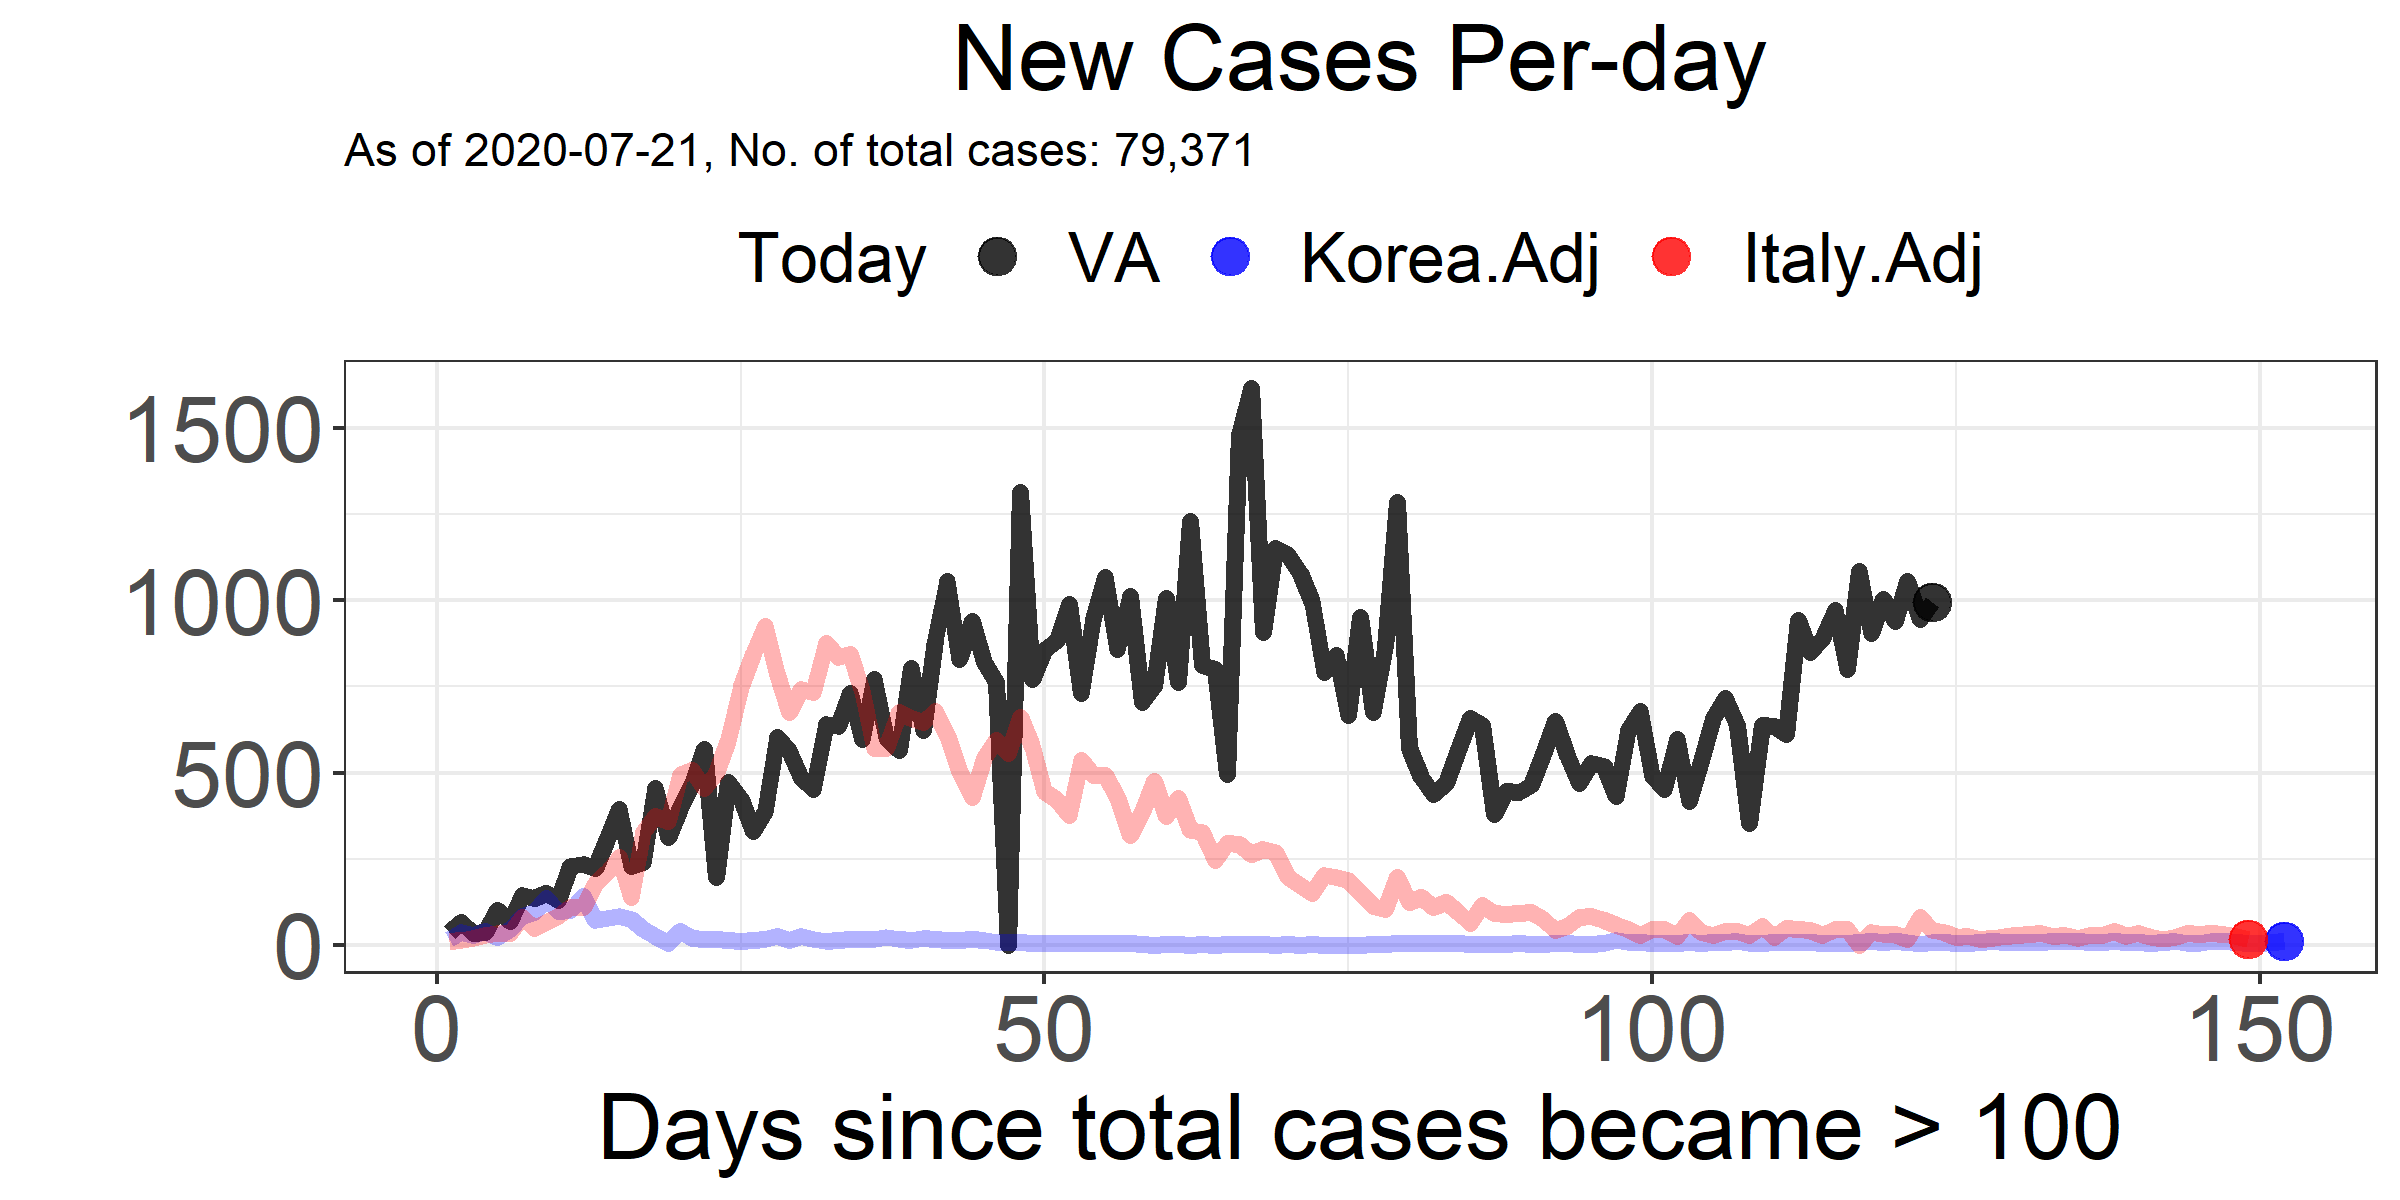 New Cases Per-day
As of 2020-07-21, No. of total cases: 79,371
Today VA Korea.Adj Italy.Adj
1500
1000
500
0
0 50 100 150
Days since total cases became > 100